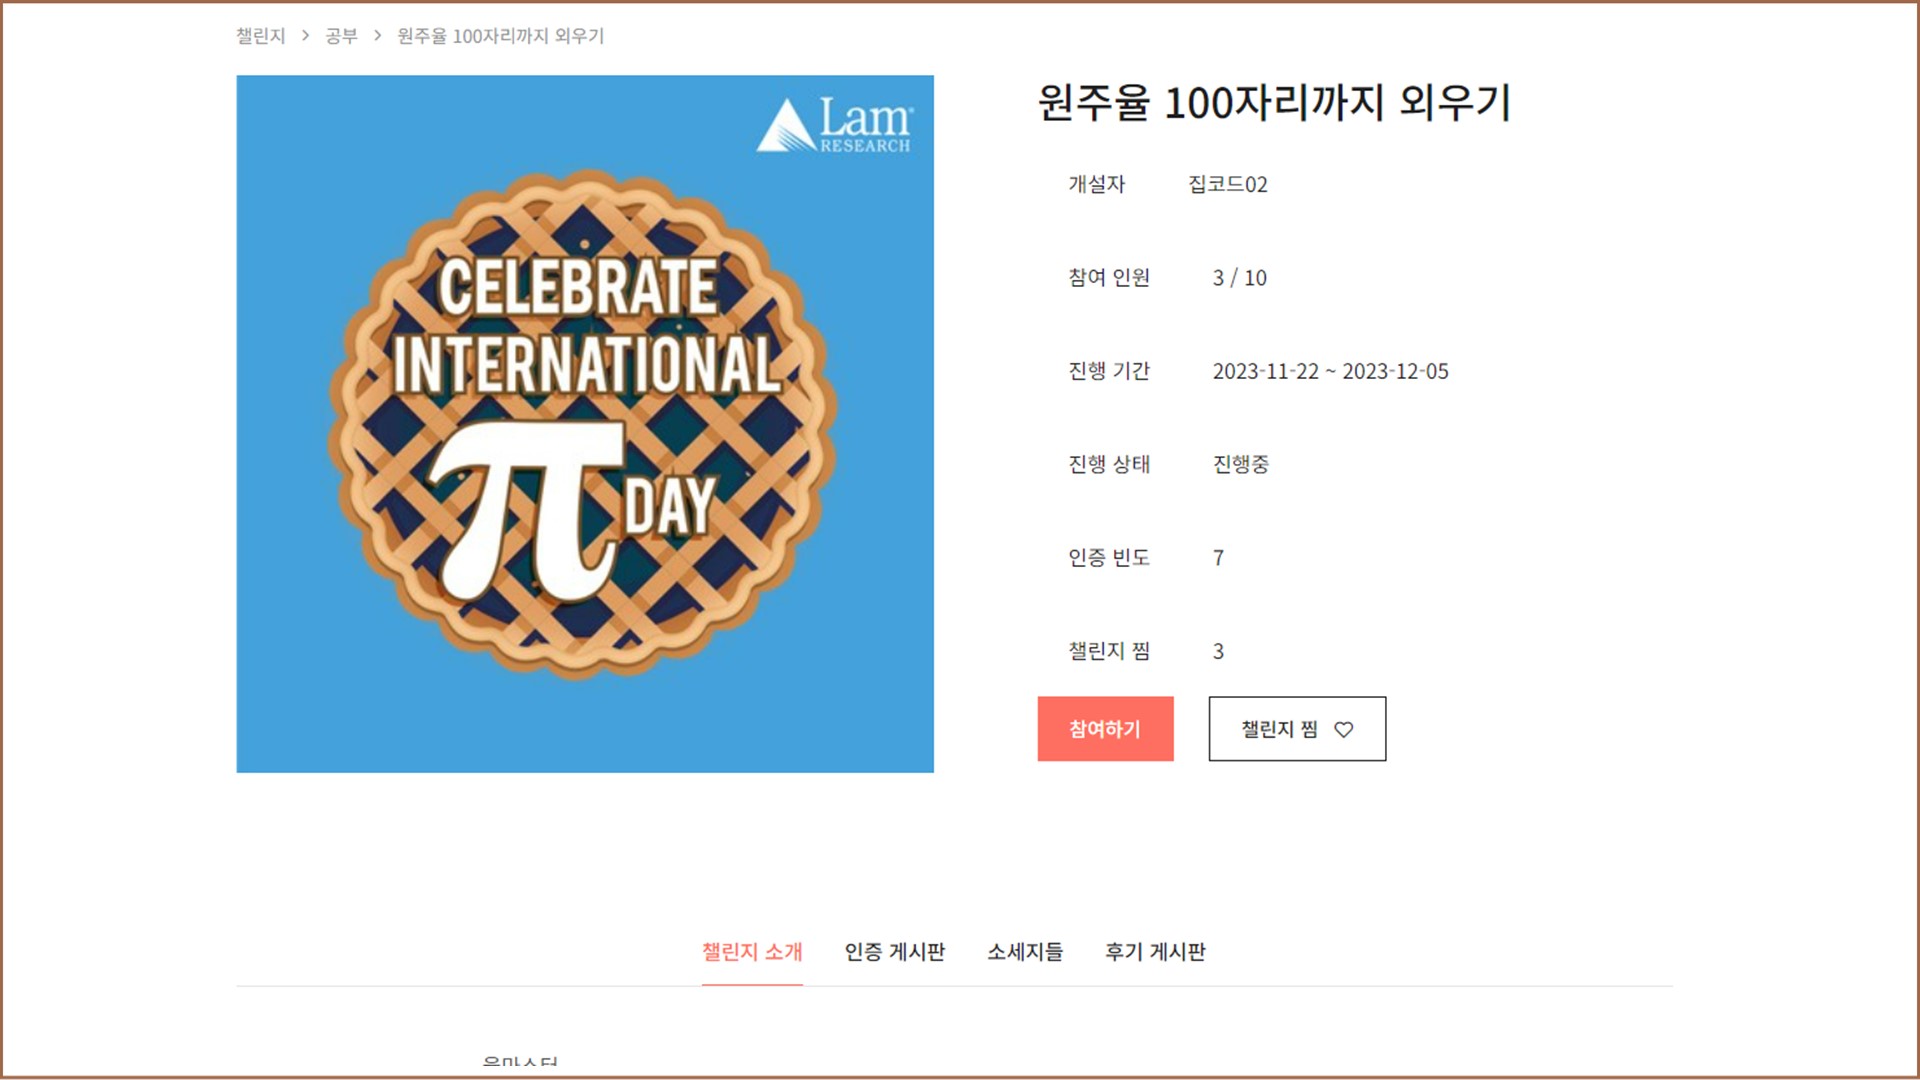 챌린지 > 공부 > 원주율 100자리까지 외우기
Lam
RESEARCH
CELEBRATE
INTERNATIONAL
π DAY
원주율 100자리까지 외우기
개설자 집코드02
참여 인원 3 / 10
진행 기간 2023-11-22 ~ 2023-12-05
진행 상태 진행중
인증 빈도 7
챌린지 찜 3
참여하기 챌린지 찜 ♡
챌린지 소개 인증 게시판 소세지들 후기 게시판